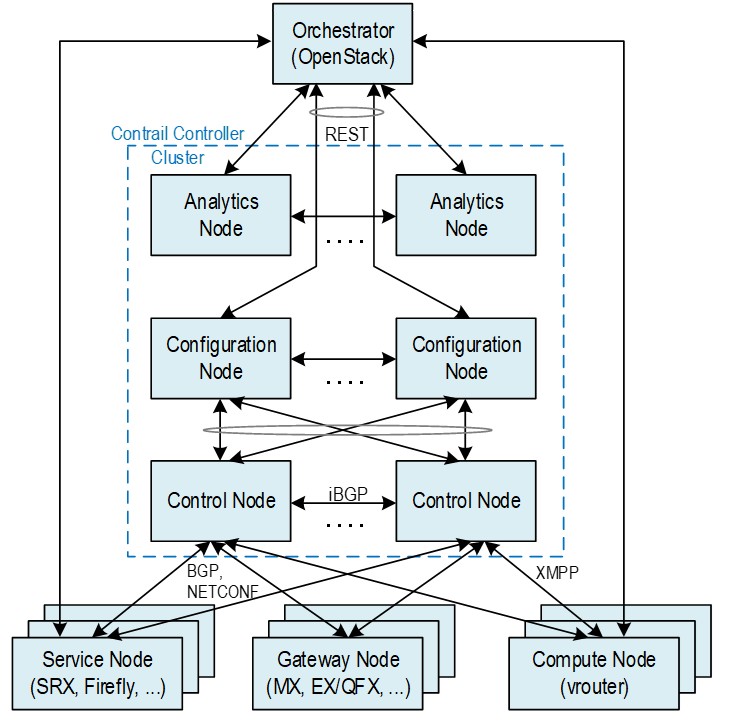 Orchestrator
(OpenStack)
REST
Contrail Controller
Cluster
Analytics
Node
Analytics
Node
....
Configuration
Node
Configuration
Node
....
Control Node
iBGP
Control Node
....
BGP,
NETCONF
XMPP
Service Node
(SRX, Firefly, ...)
Gateway Node
(MX, EX/QFX, ...)
Compute Node
(vrouter)